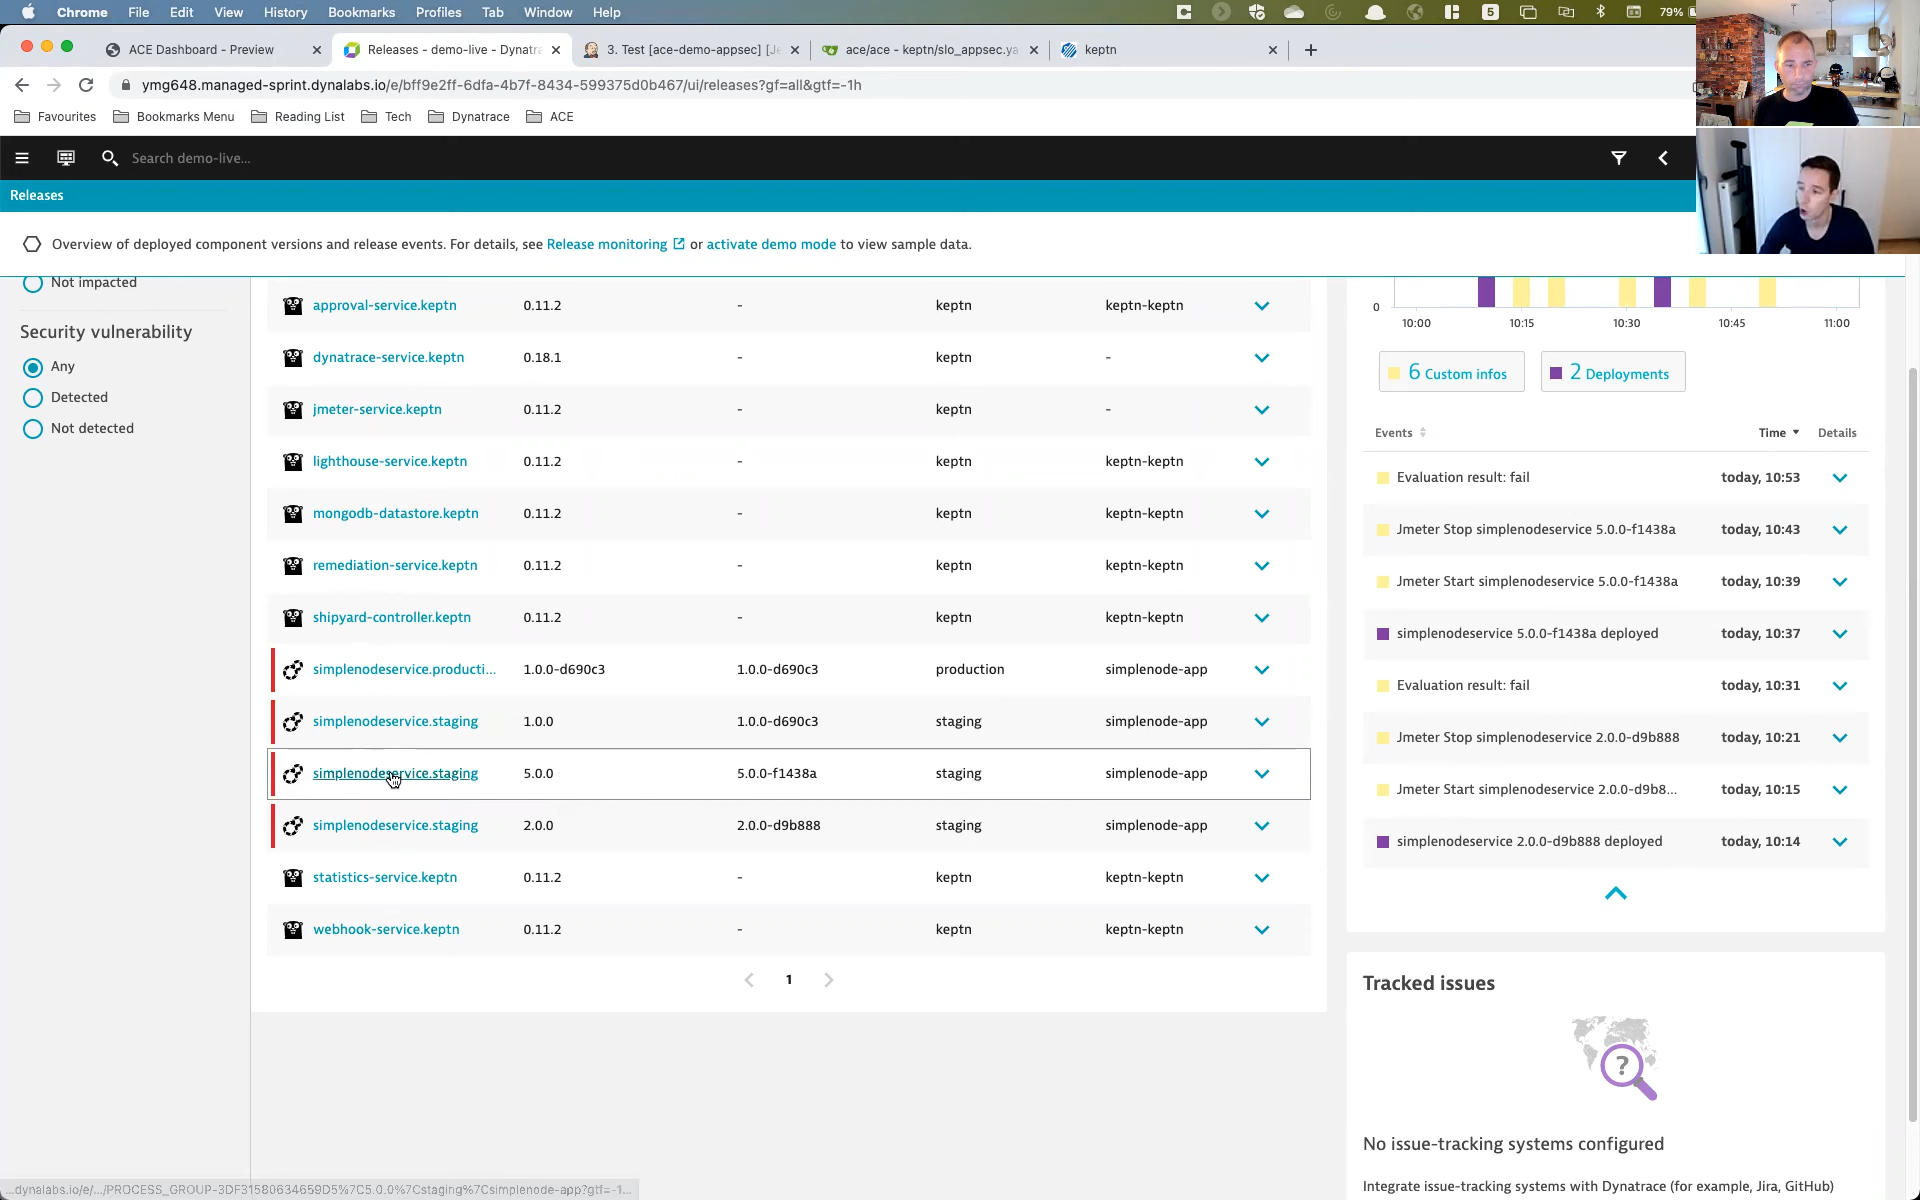 Chrome File Edit View History Bookmarks Profiles Tab Window Help 5 79%
ACE Dashboard - Preview
Releases - demo-live - Dynatra
3. Test [ace-demo-appsec] [Je
ace/ace - keptn/slo_appsec.ya
keptn
ymg648.managed-sprint.dynalabs.io/e/bff9e2ff-6dfa-4b7f-8434-599375d0b467/ui/releases?gf=all&gtf=-1h
Favourites Bookmarks Menu Reading List Tech Dynatrace ACE
Search demo-live...
Releases
Overview of deployed component versions and release events. For details, see Release monitoring or activate demo mode to view sample data.
Not impacted
Security vulnerability
Any
Detected
Not detected
approval-service.keptn 0.11.2 - keptn keptn-keptn
dynatrace-service.keptn 0.18.1 - keptn -
jmeter-service.keptn 0.11.2 - keptn -
lighthouse-service.keptn 0.11.2 - keptn keptn-keptn
mongodb-datastore.keptn 0.11.2 - keptn keptn-keptn
remediation-service.keptn 0.11.2 - keptn keptn-keptn
shipyard-controller.keptn 0.11.2 - keptn keptn-keptn
simplenodeservice.producti... 1.0.0-d690c3 1.0.0-d690c3 production simplenode-app
simplenodeservice.staging 1.0.0 1.0.0-d690c3 staging simplenode-app
simplenodeservice.staging 5.0.0 5.0.0-f1438a staging simplenode-app
simplenodeservice.staging 2.0.0 2.0.0-d9b888 staging simplenode-app
statistics-service.keptn 0.11.2 - keptn keptn-keptn
webhook-service.keptn 0.11.2 - keptn keptn-keptn
1
0
10:00 10:15 10:30 10:45 11:00
6 Custom infos
2 Deployments
Events Time Details
Evaluation result: fail today, 10:53
Jmeter Stop simplenodeservice 5.0.0-f1438a today, 10:43
Jmeter Start simplenodeservice 5.0.0-f1438a today, 10:39
simplenodeservice 5.0.0-f1438a deployed today, 10:37
Evaluation result: fail today, 10:31
Jmeter Stop simplenodeservice 2.0.0-d9b888 today, 10:21
Jmeter Start simplenodeservice 2.0.0-d9b8... today, 10:15
simplenodeservice 2.0.0-d9b888 deployed today, 10:14
Tracked issues
?
No issue-tracking systems configured
Integrate issue-tracking systems with Dynatrace (for example, Jira, GitHub)
...dynalabs.io/e/.../PROCESS_GROUP-3DF31580634659D5%7C5.0.0%7Cstaging%7Csimplenode-app?gtf=-1...